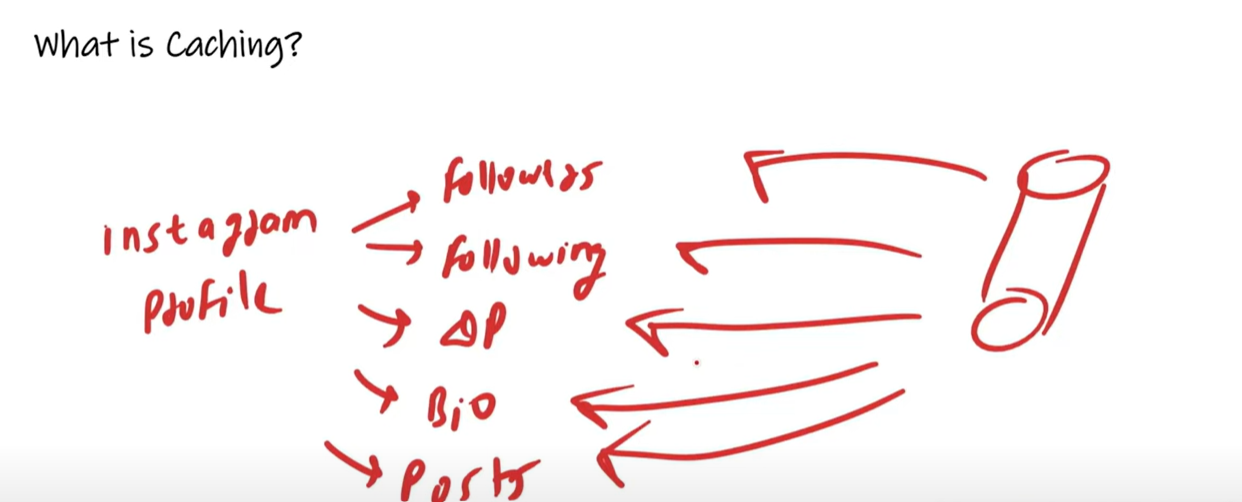 What is Caching?
followers
instagram
following
profile
DP
Bio
Posts